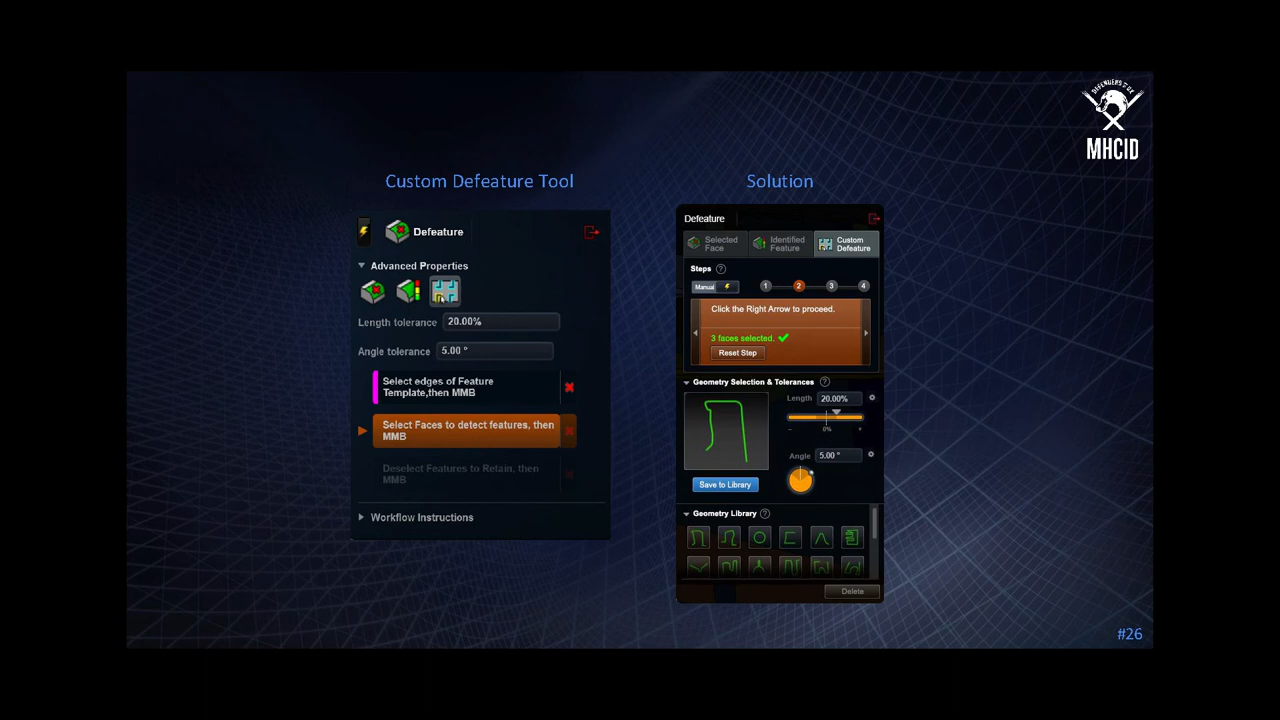 DEFENDERS OF UX
MHCID
Custom Defeature Tool
Solution
Defeature
Advanced Properties
Length tolerance 20.00%
Angle tolerance 5.00 °
Select edges of Feature
Template,then MMB
Select Faces to detect features, then
MMB
Deselect Features to Retain, then
MMB
Workflow Instructions
Defeature
Selected
Face
Identified
Feature
Custom
Defeature
Steps ?
Manual 1 2 3 4
Click the Right Arrow to proceed.
3 faces selected.
Reset Step
Geometry Selection & Tolerances ?
Length 20.00%
– 0% +
Angle 5.00 °
Save to Library
Geometry Library ?
Delete
#26